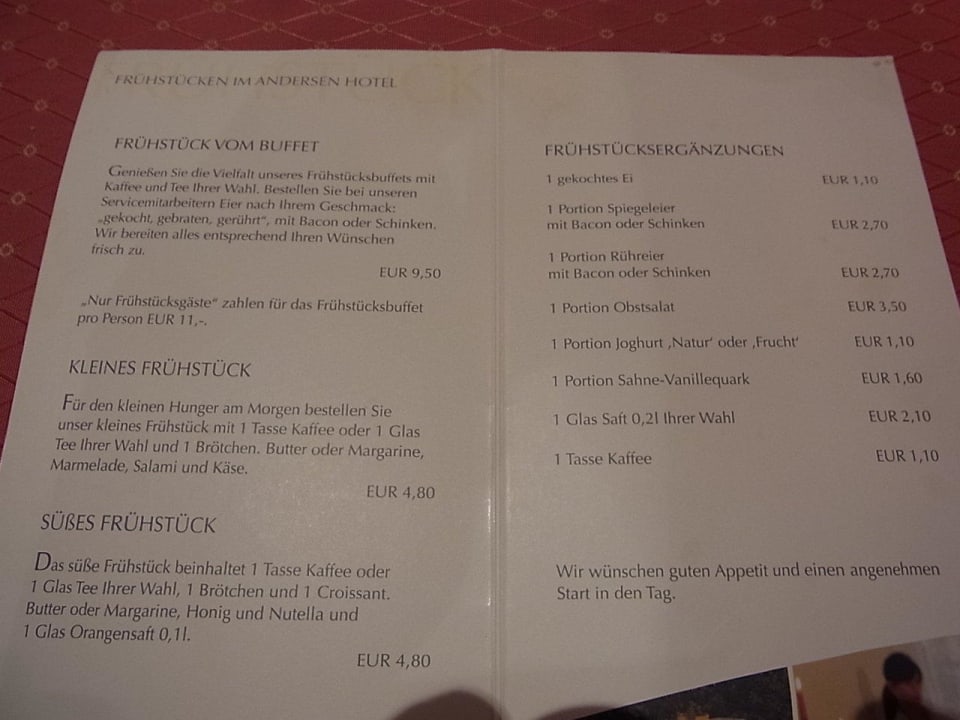 FRÜHSTÜCKEN IM ANDERSEN HOTEL
FRÜHSTÜCK VOM BUFFET
Genießen Sie die Vielfalt unseres Frühstücksbuffets mit
Kaffee und Tee Ihrer Wahl. Bestellen Sie bei unseren
Servicemitarbeitern Eier nach Ihrem Geschmack:
„gekocht, gebraten, gerührt“, mit Bacon oder Schinken.
Wir bereiten alles entsprechend Ihren Wünschen
frisch zu.
EUR 9,50
„Nur Frühstücksgäste“ zahlen für das Frühstücksbuffet
pro Person EUR 11,-.
KLEINES FRÜHSTÜCK
Für den kleinen Hunger am Morgen bestellen Sie
unser kleines Frühstück mit 1 Tasse Kaffee oder 1 Glas
Tee Ihrer Wahl und 1 Brötchen. Butter oder Margarine,
Marmelade, Salami und Käse.
EUR 4,80
SÜßES FRÜHSTÜCK
Das süße Frühstück beinhaltet 1 Tasse Kaffee oder
1 Glas Tee Ihrer Wahl, 1 Brötchen und 1 Croissant.
Butter oder Margarine, Honig und Nutella und
1 Glas Orangensaft 0,1l.
EUR 4,80
FRÜHSTÜCKSERGÄNZUNGEN
1 gekochtes Ei EUR 1,10
1 Portion Spiegeleier
mit Bacon oder Schinken EUR 2,70
1 Portion Rühreier
mit Bacon oder Schinken EUR 2,70
1 Portion Obstsalat EUR 3,50
1 Portion Joghurt ‚Natur‘ oder ‚Frucht‘ EUR 1,10
1 Portion Sahne-Vanillequark EUR 1,60
1 Glas Saft 0,2l Ihrer Wahl EUR 2,10
1 Tasse Kaffee EUR 1,10
Wir wünschen guten Appetit und einen angenehmen
Start in den Tag.